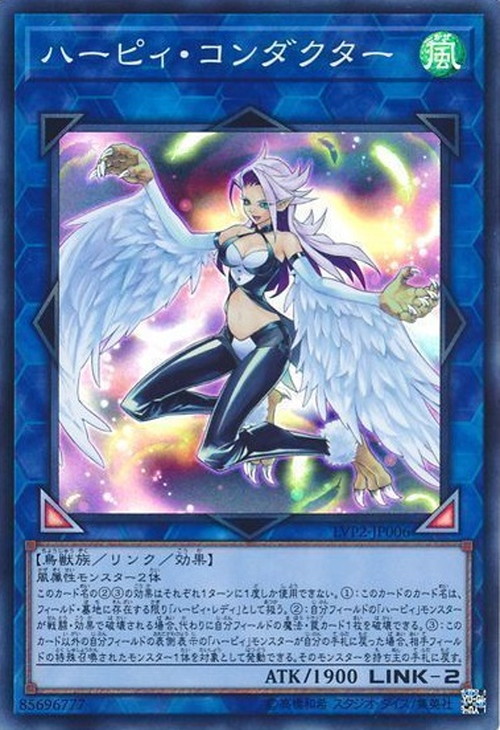 ハーピィ・コンダクター
風
LVP2-JP006
【鳥獣族／リンク／効果】
風属性モンスター２体
このカード名の②③の効果はそれぞれ１ターンに１度しか使用できない。①：このカードのカード名は、
フィールド・墓地に存在する限り「ハーピィ・レディ」として扱う。②：自分フィールドの「ハーピィ」モンスター
が戦闘・効果で破壊される場合、代わりに自分フィールドの魔法・罠カード１枚を破壊できる。③：この
カード以外の自分フィールドの表側表示の「ハーピィ」モンスターが自分の手札に戻った場合、相手フィール
ドの特殊召喚されたモンスター１体を対象として発動できる。そのモンスターを持ち主の手札に戻す。
ATK/1900 LINK-2
85696777 ©高橋和希 スタジオ・ダイス/集英社